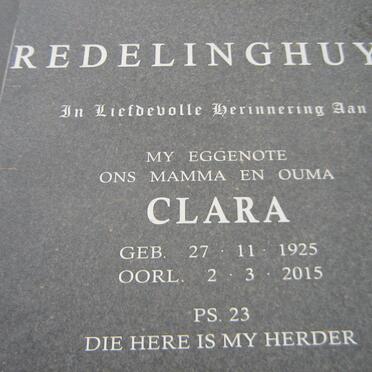 REDELINGHUY
In Liefdevolle Herinnering Aan
MY EGGENOTE
ONS MAMMA EN OUMA
CLARA
GEB. 27 · 11 · 1925
OORL. 2 · 3 · 2015
PS. 23
DIE HERE IS MY HERDER